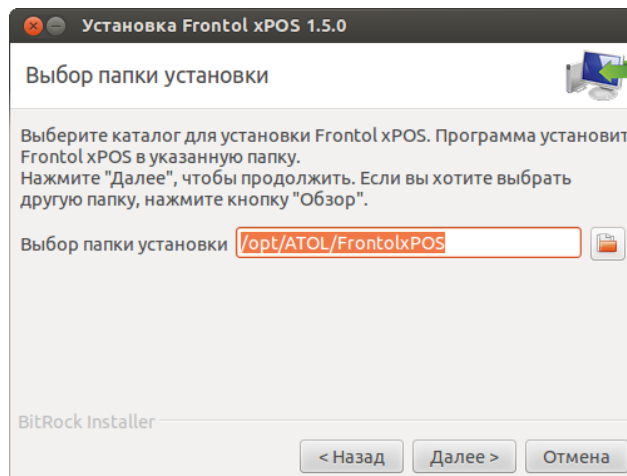 Установка Frontol xPOS 1.5.0
Выбор папки установки
Выберите каталог для установки Frontol xPOS. Программа установит
Frontol xPOS в указанную папку.
Нажмите "Далее", чтобы продолжить. Если вы хотите выбрать
другую папку, нажмите кнопку "Обзор".
Выбор папки установки /opt/ATOL/FrontolxPOS
BitRock Installer
< Назад Далее > Отмена